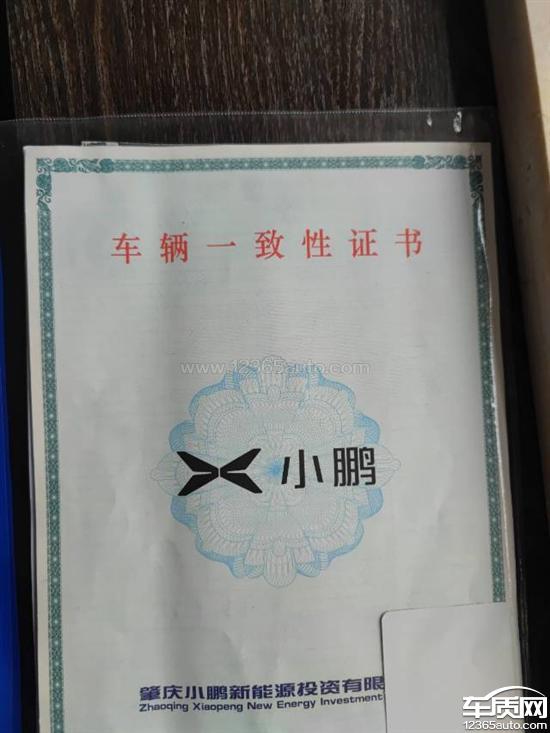 车辆一致性证书
www.12365auto.com
小鹏
肇庆小鹏新能源投资有限
Zhaoqing Xiaopeng New Energy Investment
车质网
12365auto.com